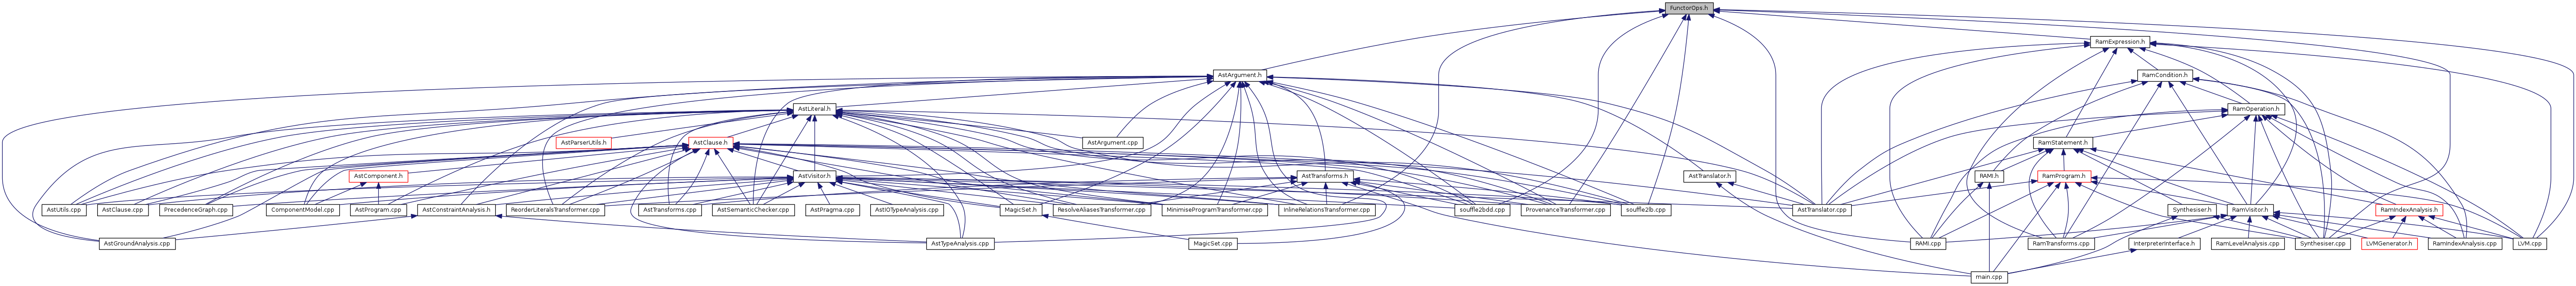 FunctorOps.h
RamExpression.h
AstArgument.h
RamCondition.h
AstLiteral.h
RamOperation.h
AstParserUtils.h
AstClause.h
AstArgument.cpp
RamStatement.h
AstComponent.h
AstVisitor.h
AstTransforms.h
AstTranslator.h
RAMI.h
RamProgram.h
AstUtils.cpp
AstClause.cpp
PrecedenceGraph.cpp
ComponentModel.cpp
AstProgram.cpp
AstConstraintAnalysis.h
ReorderLiteralsTransformer.cpp
AstTransforms.cpp
AstSemanticChecker.cpp
AstPragma.cpp
AstIOTypeAnalysis.cpp
MagicSet.h
ResolveAliasesTransformer.cpp
MinimiseProgramTransformer.cpp
InlineRelationsTransformer.cpp
souffle2bdd.cpp
ProvenanceTransformer.cpp
souffle2lb.cpp
AstTranslator.cpp
Synthesiser.h
RamVisitor.h
RamIndexAnalysis.h
AstGroundAnalysis.cpp
AstTypeAnalysis.cpp
MagicSet.cpp
RAMI.cpp
RamTransforms.cpp
InterpreterInterface.h
RamLevelAnalysis.cpp
Synthesiser.cpp
LVMGenerator.h
RamIndexAnalysis.cpp
LVM.cpp
main.cpp